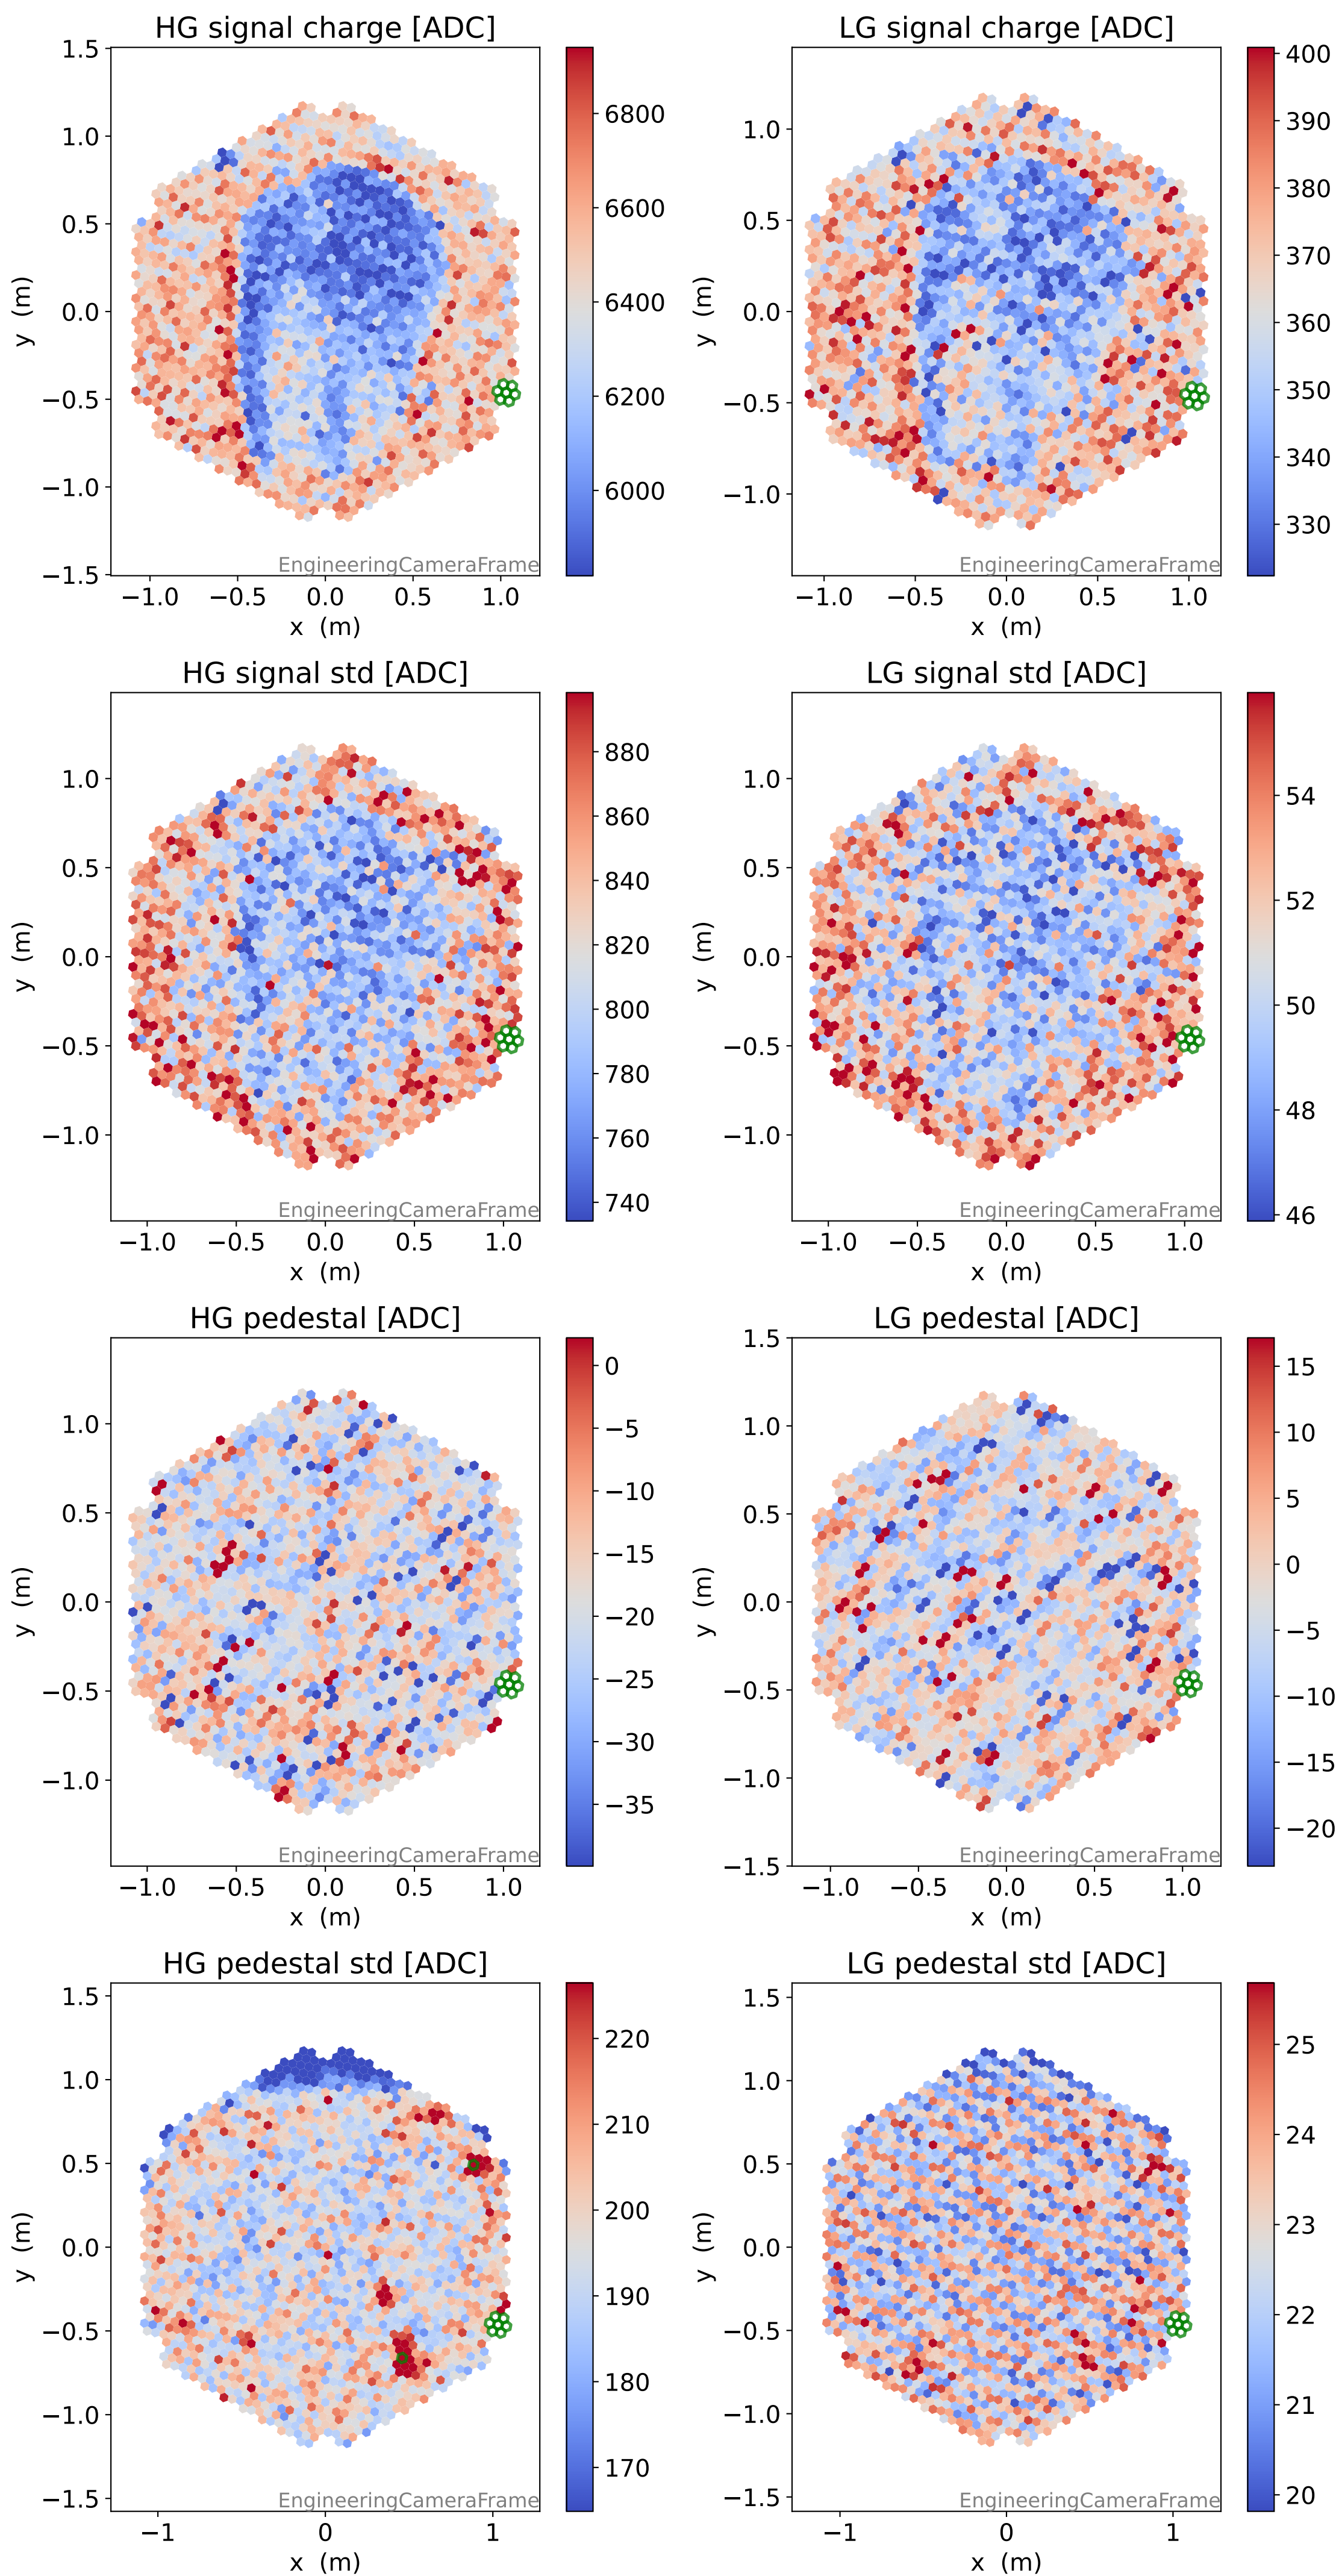 HG signal charge [ADC]
1.5
1.0
0.5
0.0
−0.5
−1.0
−1.5
y (m)
−1.0 −0.5 0.0 0.5 1.0
x (m)
EngineeringCameraFrame
6800
6600
6400
6200
6000
LG signal charge [ADC]
1.0
0.5
0.0
−0.5
−1.0
y (m)
−1.0 −0.5 0.0 0.5 1.0
x (m)
EngineeringCameraFrame
400
390
380
370
360
350
340
330
HG signal std [ADC]
1.0
0.5
0.0
−0.5
−1.0
y (m)
−1.0 −0.5 0.0 0.5 1.0
x (m)
EngineeringCameraFrame
880
860
840
820
800
780
760
740
LG signal std [ADC]
1.0
0.5
0.0
−0.5
−1.0
y (m)
−1.0 −0.5 0.0 0.5 1.0
x (m)
EngineeringCameraFrame
54
52
50
48
46
HG pedestal [ADC]
1.0
0.5
0.0
−0.5
−1.0
y (m)
−1.0 −0.5 0.0 0.5 1.0
x (m)
EngineeringCameraFrame
0
−5
−10
−15
−20
−25
−30
−35
LG pedestal [ADC]
1.5
1.0
0.5
0.0
−0.5
−1.0
−1.5
y (m)
−1.0 −0.5 0.0 0.5 1.0
x (m)
EngineeringCameraFrame
15
10
5
0
−5
−10
−15
−20
HG pedestal std [ADC]
1.5
1.0
0.5
0.0
−0.5
−1.0
−1.5
y (m)
−1 0 1
x (m)
EngineeringCameraFrame
220
210
200
190
180
170
LG pedestal std [ADC]
1.5
1.0
0.5
0.0
−0.5
−1.0
−1.5
y (m)
−1 0 1
x (m)
EngineeringCameraFrame
25
24
23
22
21
20